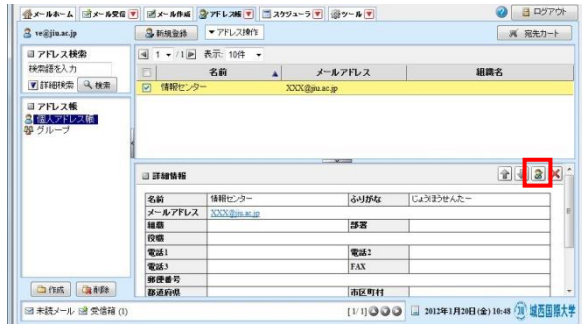 メールホーム メール受信 メール作成 アドレス帳 スケジューラ ツール ログアウト
ve@jiu.ac.jp 新規登録 アドレス操作 宛先カート
アドレス検索
検索語を入力
詳細検索 検索
アドレス帳
個人アドレス帳
グループ
1 / 1 表示: 10件
名前 メールアドレス 組織名
情報センター XXX@jiu.ac.jp
詳細情報
名前 情報センター ふりがな じょうほうせんたー
メールアドレス XXX@jiu.ac.jp
組織 部署
役職
電話1 電話2
電話3 FAX
郵便番号
都道府県 市区町村
作成 削除
未読メール 受信箱 (1) [1/1] 2012年1月20日(金) 10:48 城西国際大